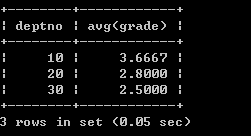 +--------+------------+
| deptno | avg(grade) |
+--------+------------+
|     10 |     3.6667 |
|     20 |     2.8000 |
|     30 |     2.5000 |
+--------+------------+
3 rows in set (0.05 sec)